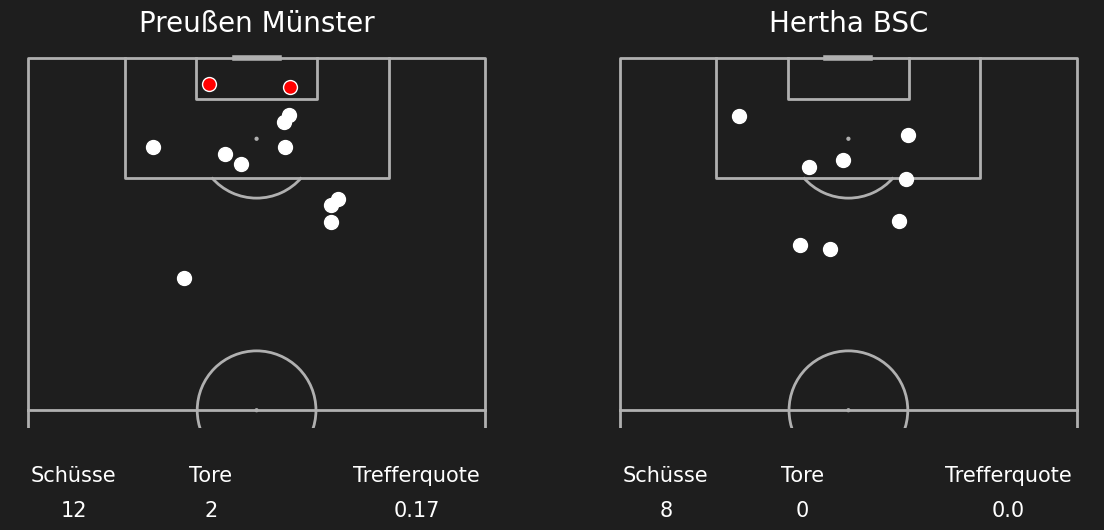 Preußen Münster
Hertha BSC
Schüsse Tore Trefferquote
12 2 0.17
Schüsse Tore Trefferquote
8 0 0.0